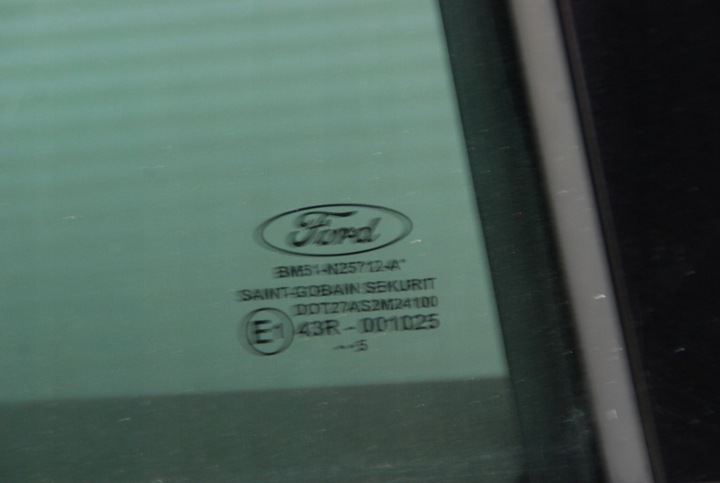 Ford
BM51-N25712-A
SAINT-GOBAIN SEKURIT
DOT27AS2M24100
E1 43R - 001025